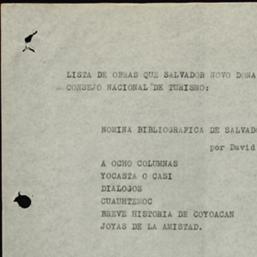 LISTA DE OBRAS QUE SALVADOR NOVO DONA
CONSEJO NACIONAL DE TURISMO:
NOMINA BIBLIOGRAFICA DE SALVADO
por David
A OCHO COLUMNAS
YOCASTA O CASI
DIALOGOS
CUAUHTEMOC
BREVE HISTORIA DE COYOACAN
JOYAS DE LA AMISTAD.